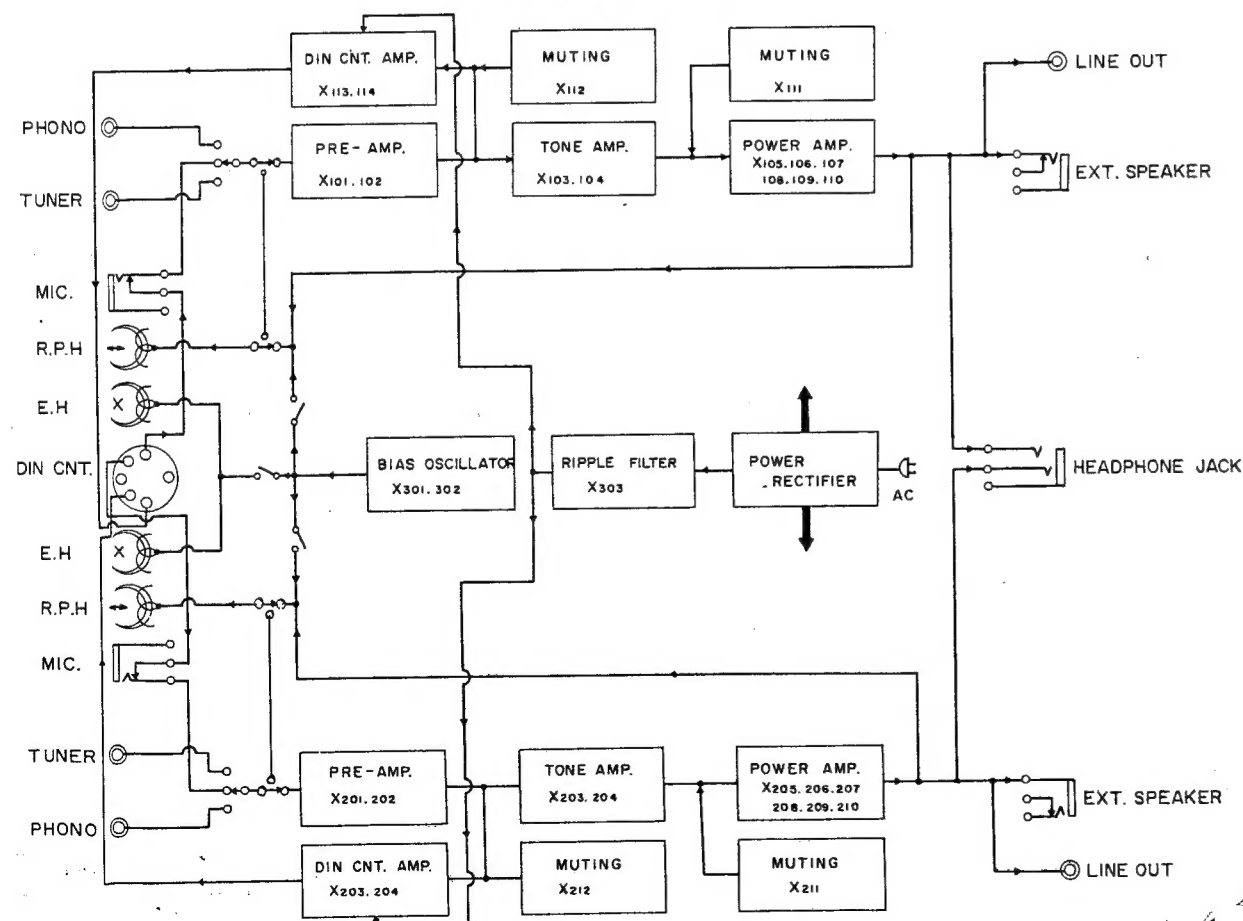 DIN CNT. AMP.
X113.114
MUTING
X112
MUTING
X111
LINE OUT
PHONO
PRE-AMP.
X101.102
TONE AMP.
X103.104
POWER AMP.
X105.106.107
108.109.110
EXT. SPEAKER
TUNER
MIC.
R.P.H
E.H
DIN CNT.
BIAS OSCILLATOR
X301.302
RIPPLE FILTER
X303
POWER
RECTIFIER
AC
HEADPHONE JACK
E.H
R.P.H
MIC.
TUNER
PRE-AMP.
X201.202
TONE AMP.
X203.204
POWER AMP.
X205.206.207
208.209.210
EXT. SPEAKER
PHONO
DIN CNT. AMP.
X203.204
MUTING
X212
MUTING
X211
LINE OUT